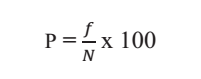 P = f/N x 100